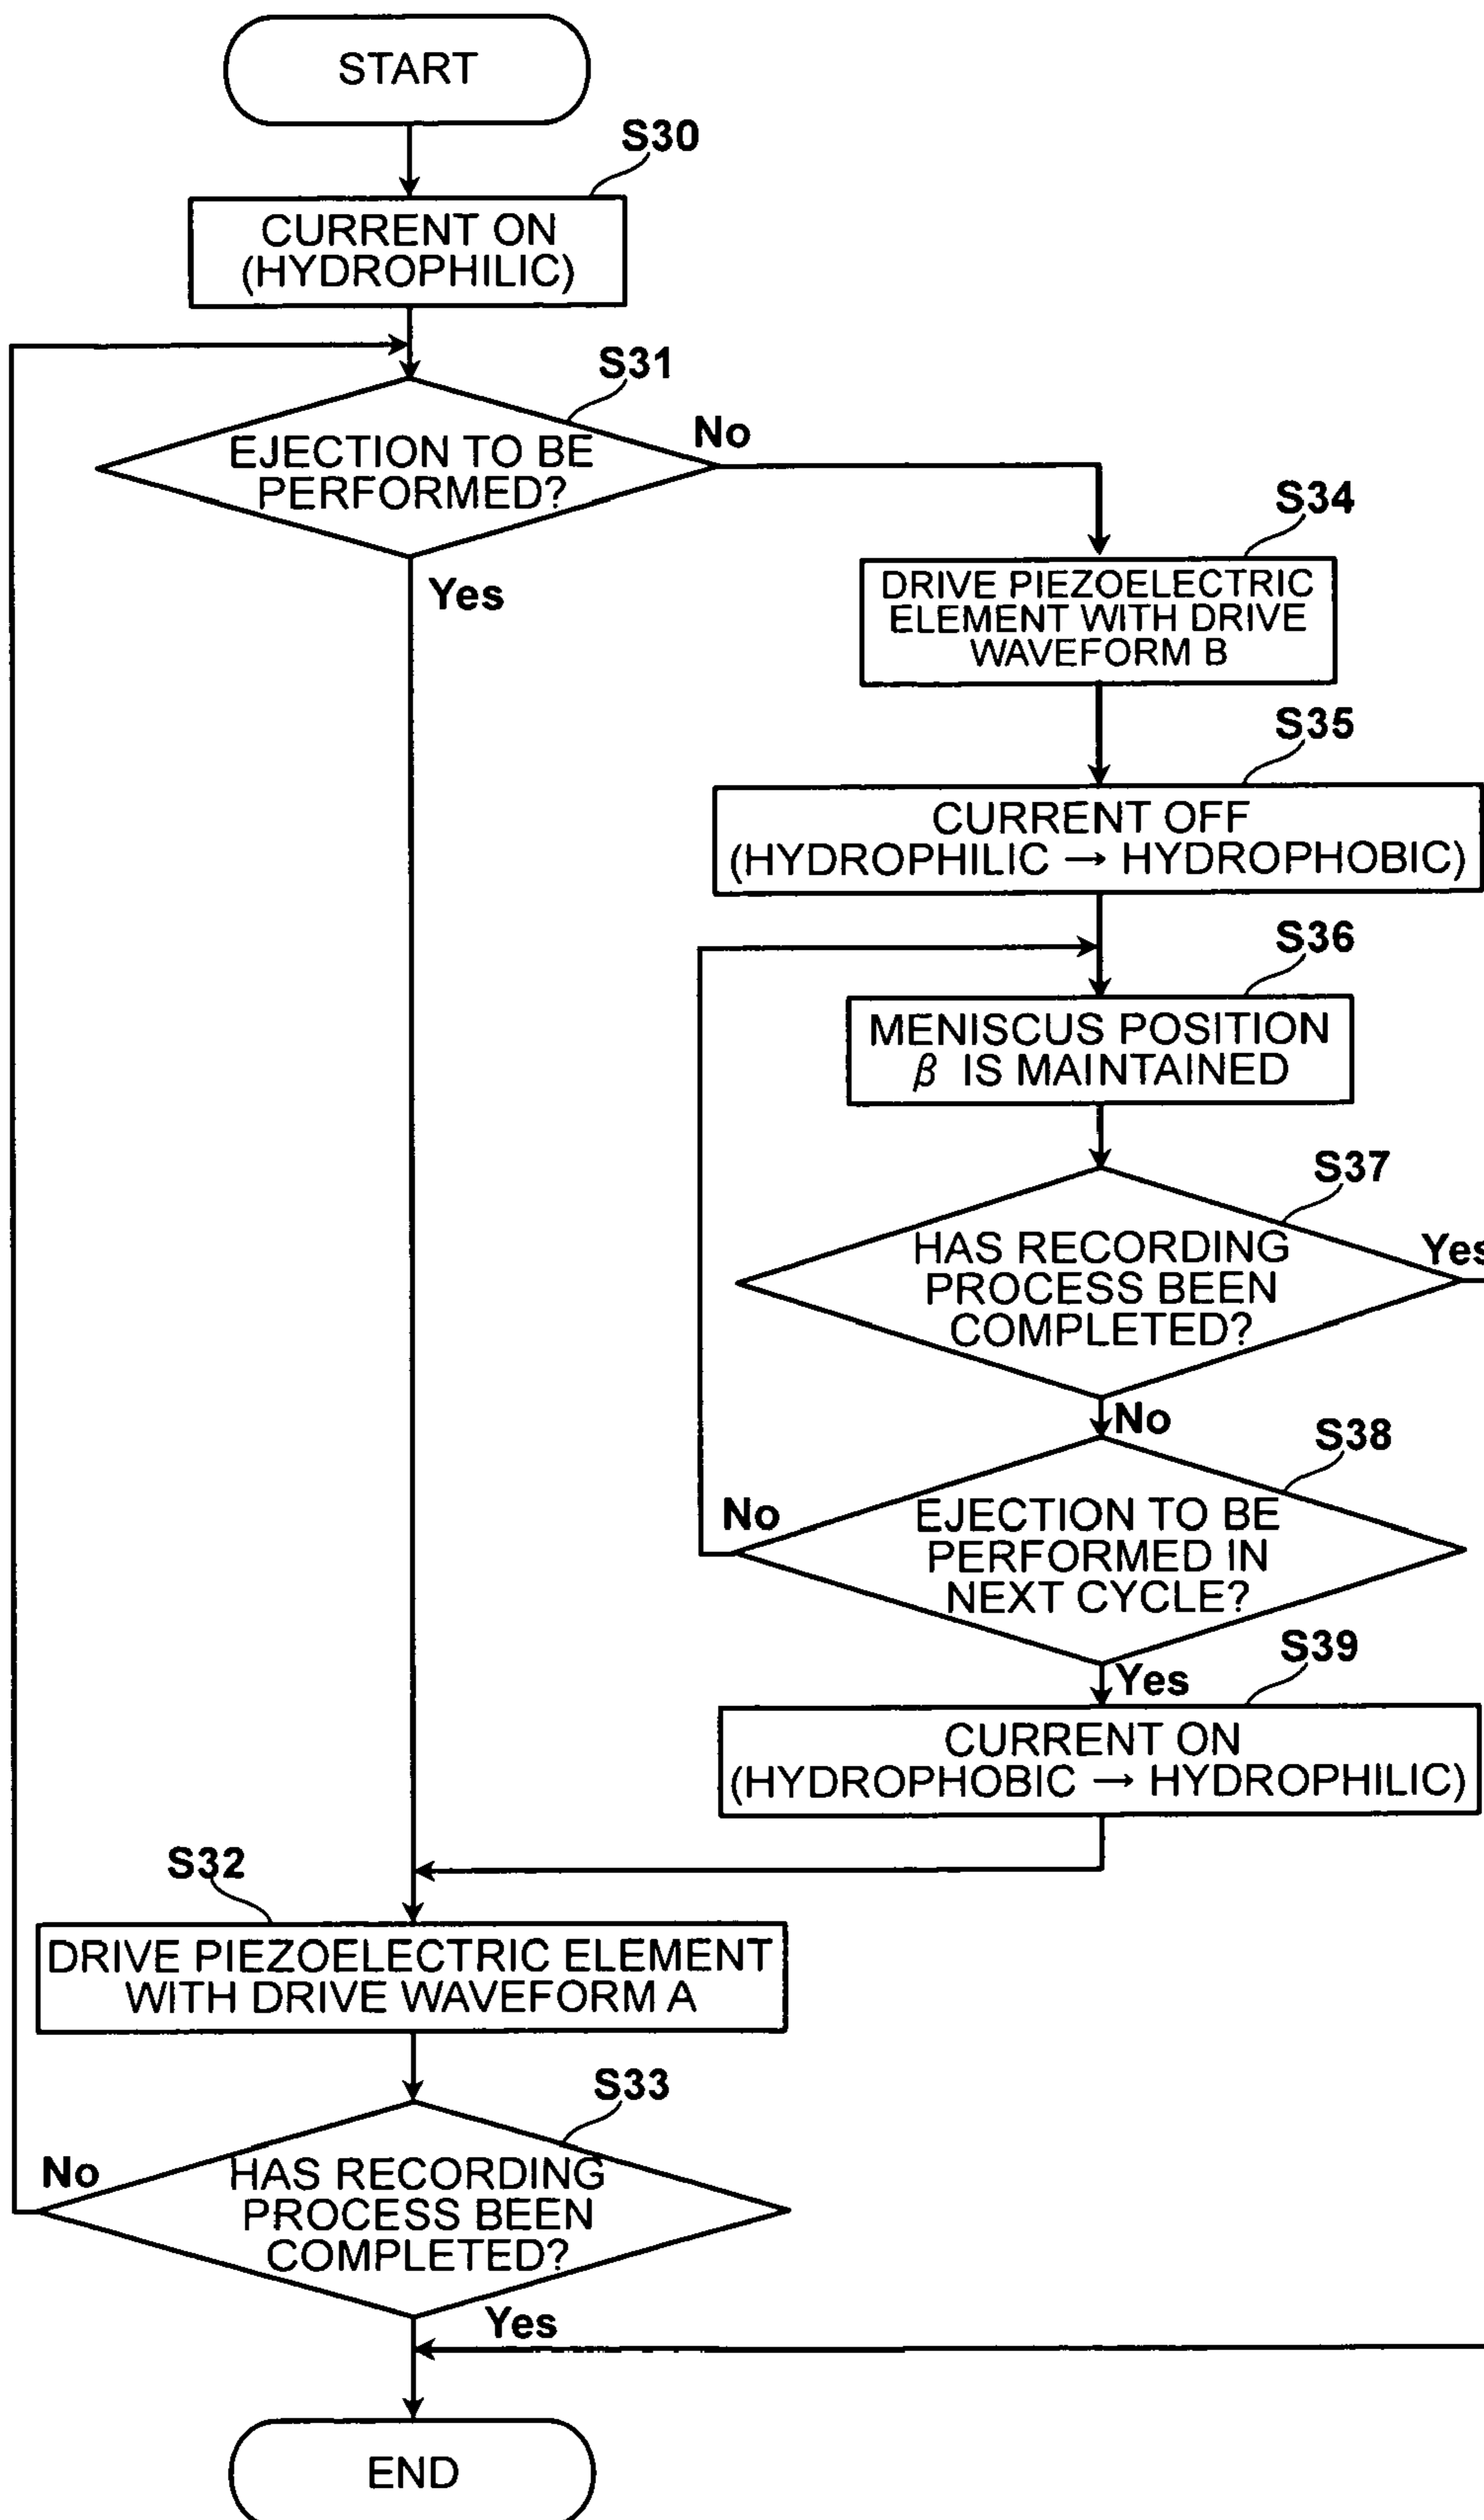 START
S30
CURRENT ON
(HYDROPHILIC)
S31
EJECTION TO BE
PERFORMED?
No
Yes
S34
DRIVE PIEZOELECTRIC
ELEMENT WITH DRIVE
WAVEFORM B
S35
CURRENT OFF
(HYDROPHILIC → HYDROPHOBIC)
S36
MENISCUS POSITION
β IS MAINTAINED
S37
HAS RECORDING
PROCESS BEEN
COMPLETED?
Yes
No
S38
EJECTION TO BE
PERFORMED IN
NEXT CYCLE?
No
Yes
S39
CURRENT ON
(HYDROPHOBIC → HYDROPHILIC)
S32
DRIVE PIEZOELECTRIC ELEMENT
WITH DRIVE WAVEFORM A
S33
HAS RECORDING
PROCESS BEEN
COMPLETED?
No
Yes
END